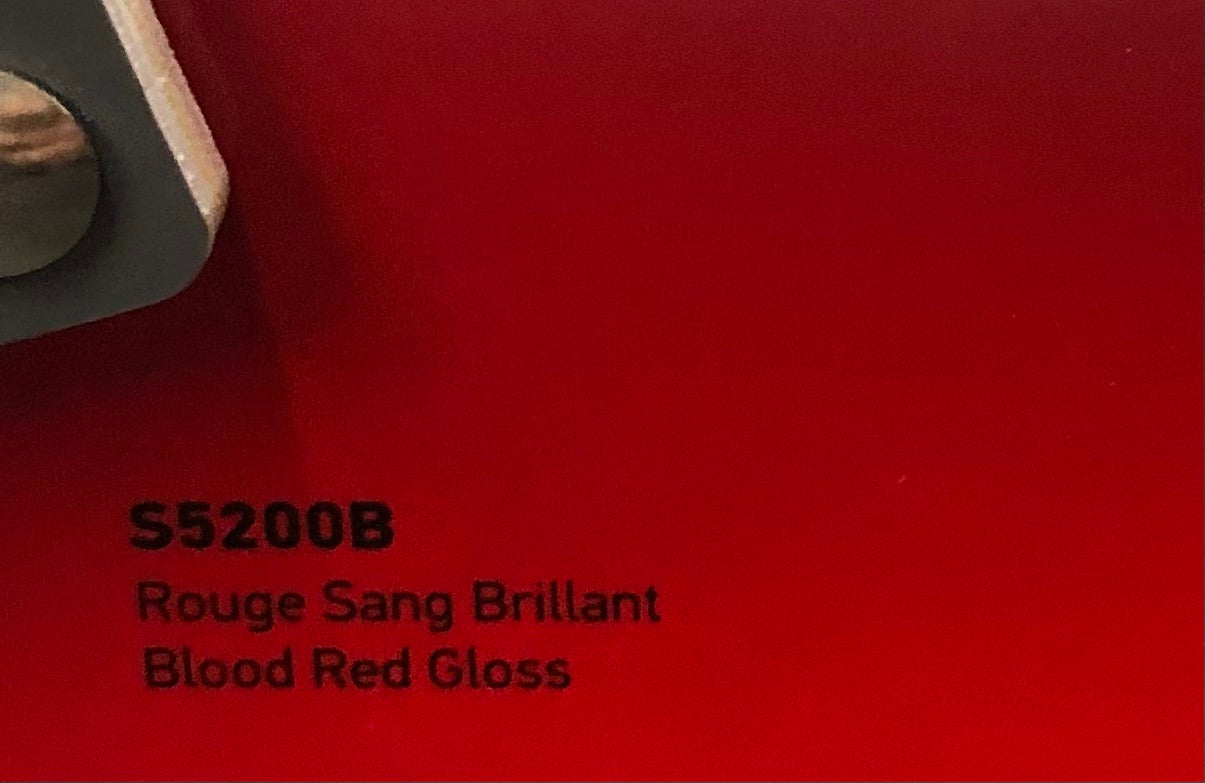 S5200B
Rouge Sang Brillant
Blood Red Gloss